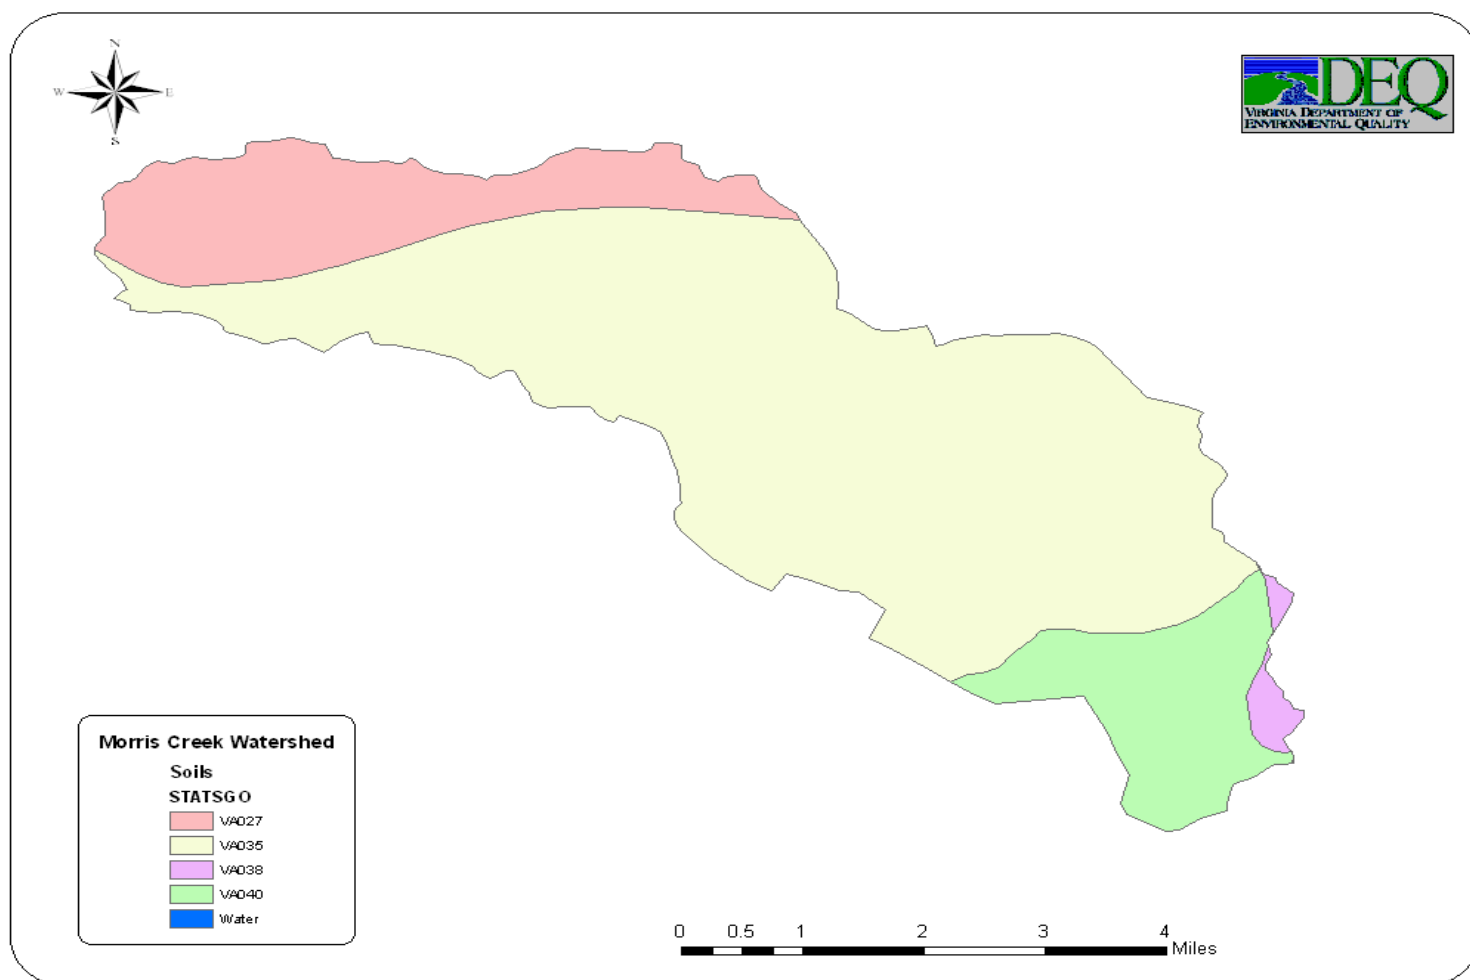 N
W E
S
DEQ
VIRGINIA DEPARTMENT OF
ENVIRONMENTAL QUALITY
Morris Creek Watershed
Soils
STATSGO
VA027
VA035
VA038
VA040
Water
0 0.5 1 2 3 4
Miles